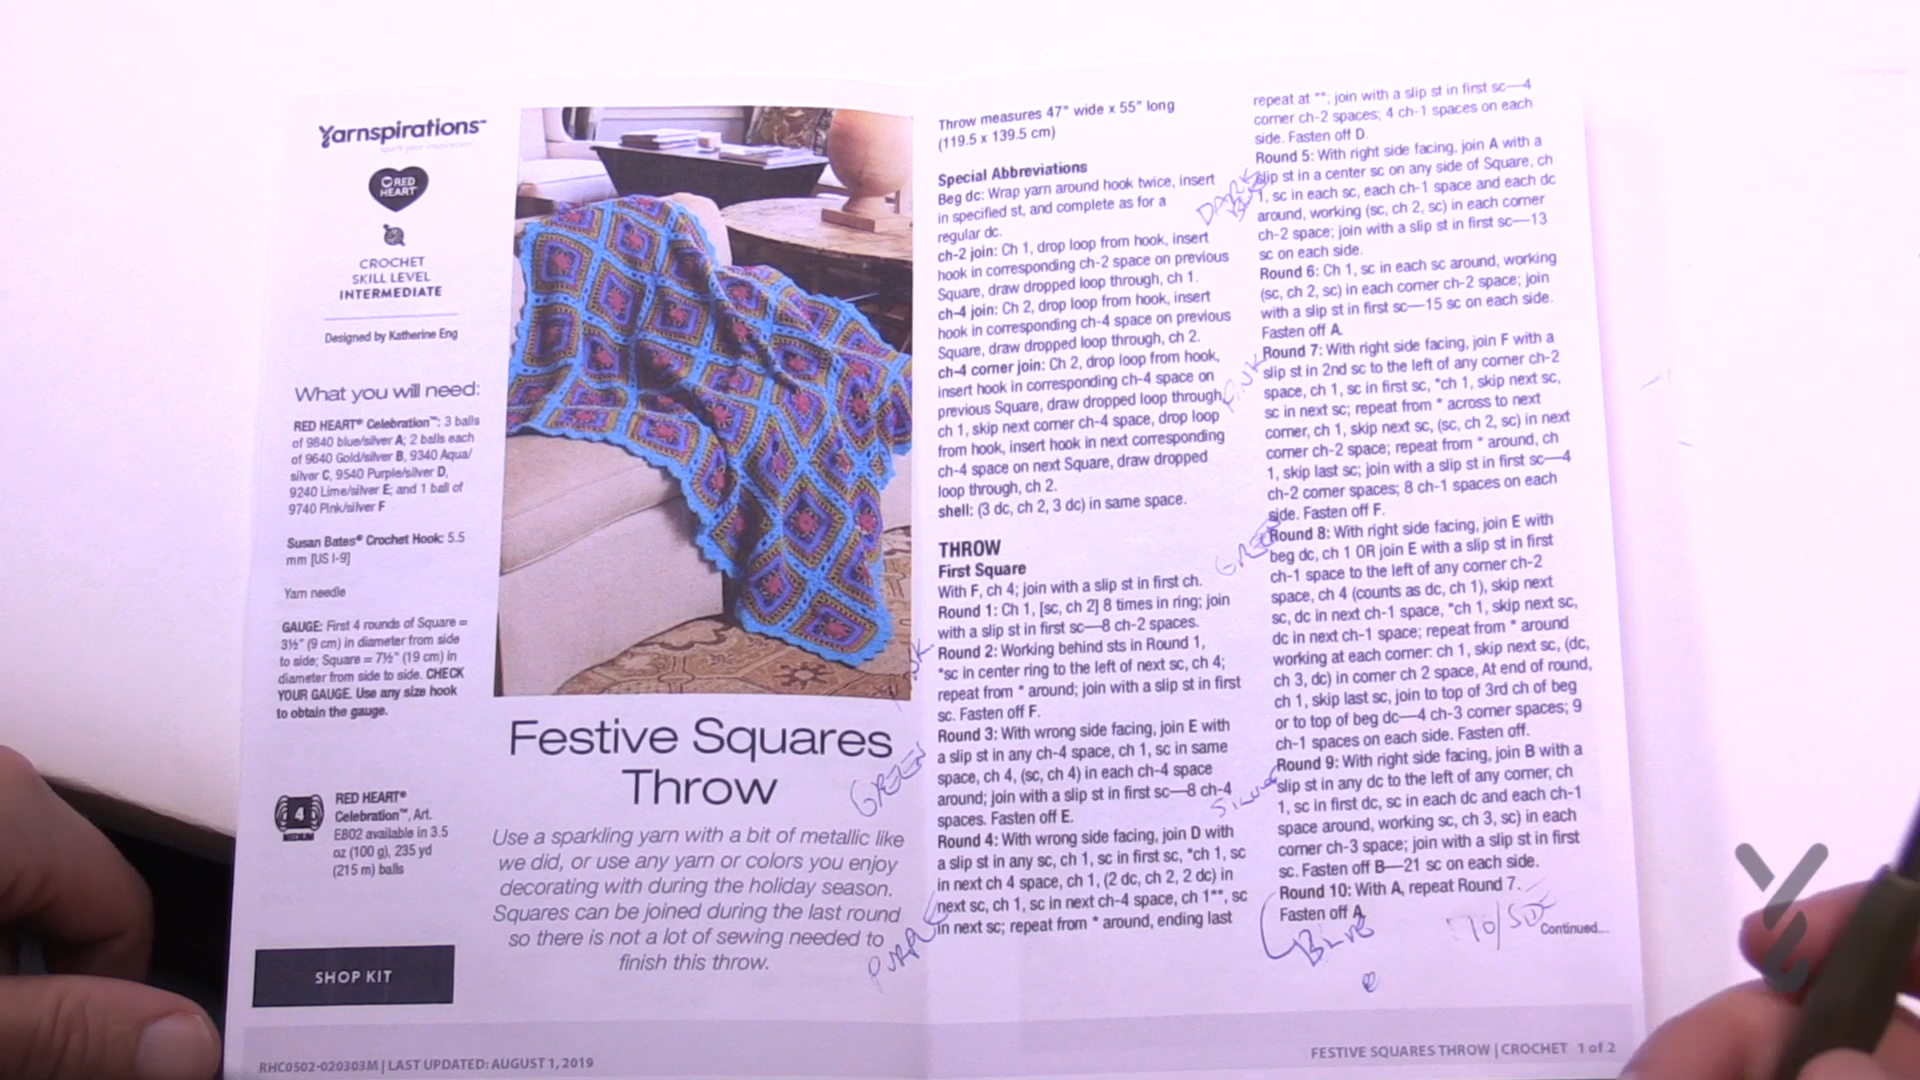 Yarnspirations™
spark your inspiration!
RED
HEART
CROCHET
SKILL LEVEL
INTERMEDIATE
Designed by Katherine Eng
What you will need:
RED HEART® Celebration™: 3 balls
of 9840 blue/silver A; 2 balls each
of 9640 Gold/silver B, 9340 Aqua/
silver C, 9540 Purple/silver D,
9240 Lime/silver E; and 1 ball of
9740 Pink/silver F
Susan Bates® Crochet Hook: 5.5
mm [US I-9]
Yarn needle
GAUGE: First 4 rounds of Square =
3½" (9 cm) in diameter from side
to side; Square = 7½" (19 cm) in
diameter from side to side. CHECK
YOUR GAUGE. Use any size hook
to obtain the gauge.
4
MEDIUM
RED HEART®
Celebration™, Art.
E802 available in 3.5
oz (100 g), 235 yd
(215 m) balls
SHOP KIT
Festive Squares
Throw
Use a sparkling yarn with a bit of metallic like
we did, or use any yarn or colors you enjoy
decorating with during the holiday season.
Squares can be joined during the last round
so there is not a lot of sewing needed to
finish this throw.
RHC0502-020303M | LAST UPDATED: AUGUST 1, 2019
Throw measures 47" wide x 55" long
(119.5 x 139.5 cm)
Special Abbreviations
Beg dc: Wrap yarn around hook twice, insert
in specified st, and complete as for a
regular dc.
ch-2 join: Ch 1, drop loop from hook, insert
hook in corresponding ch-2 space on previous
Square, draw dropped loop through, ch 1.
ch-4 join: Ch 2, drop loop from hook, insert
hook in corresponding ch-4 space on previous
Square, draw dropped loop through, ch 2.
ch-4 corner join: Ch 2, drop loop from hook,
insert hook in corresponding ch-4 space on
previous Square, draw dropped loop through,
ch 1, skip next corner ch-4 space, drop loop
from hook, insert hook in next corresponding
ch-4 space on next Square, draw dropped
loop through, ch 2.
shell: (3 dc, ch 2, 3 dc) in same space.
THROW
First Square
With F, ch 4; join with a slip st in first ch.
Round 1: Ch 1, [sc, ch 2] 8 times in ring; join
with a slip st in first sc—8 ch-2 spaces.
Round 2: Working behind sts in Round 1,
*sc in center ring to the left of next sc, ch 4;
repeat from * around; join with a slip st in first
sc. Fasten off F.
GREEN
Round 3: With wrong side facing, join E with
a slip st in any ch-4 space, ch 1, sc in same
space, ch 4, (sc, ch 4) in each ch-4 space
around; join with a slip st in first sc—8 ch-4
spaces. Fasten off E.
PURPLE
Round 4: With wrong side facing, join D with
a slip st in any sc, ch 1, sc in first sc, *ch 1, sc
in next ch 4 space, ch 1, (2 dc, ch 2, 2 dc) in
next sc, ch 1, sc in next ch-4 space, ch 1**, sc
in next sc; repeat from * around, ending last
repeat at **; join with a slip st in first sc—4
corner ch-2 spaces; 4 ch-1 spaces on each
side. Fasten off D.
DARK
Round 5: With right side facing, join A with a
slip st in a center sc on any side of Square, ch
1, sc in each sc, each ch-1 space and each dc
around, working (sc, ch 2, sc) in each corner
ch-2 space; join with a slip st in first sc—13
sc on each side.
Round 6: Ch 1, sc in each sc around, working
(sc, ch 2, sc) in each corner ch-2 space; join
with a slip st in first sc—15 sc on each side.
Fasten off A.
PINK
Round 7: With right side facing, join F with a
slip st in 2nd sc to the left of any corner ch-2
space, ch 1, sc in first sc, *ch 1, skip next sc,
sc in next sc; repeat from * across to next
corner, ch 1, skip next sc, (sc, ch 2, sc) in next
corner ch-2 space; repeat from * around, ch
1, skip last sc; join with a slip st in first sc—4
ch-2 corner spaces; 8 ch-1 spaces on each
side. Fasten off F.
GREEN
Round 8: With right side facing, join E with
beg dc, ch 1 OR join E with a slip st in first
ch-1 space to the left of any corner ch-2
space, ch 4 (counts as dc, ch 1), skip next
sc, dc in next ch-1 space, *ch 1, skip next sc,
dc in next ch-1 space; repeat from * around
working at each corner: ch 1, skip next sc, (dc,
ch 3, dc) in corner ch 2 space, At end of round,
ch 1, skip last sc, join to top of 3rd ch of beg
or to top of beg dc—4 ch-3 corner spaces; 9
ch-1 spaces on each side. Fasten off.
SILVER
Round 9: With right side facing, join B with a
slip st in any dc to the left of any corner, ch
1, sc in first dc, sc in each dc and each ch-1
space around, working sc, ch 3, sc) in each
corner ch-3 space; join with a slip st in first
sc. Fasten off B—21 sc on each side.
Round 10: With A, repeat Round 7.
Fasten off A.
BLUE
10/SIDE
Continued...
FESTIVE SQUARES THROW | CROCHET 1 of 2